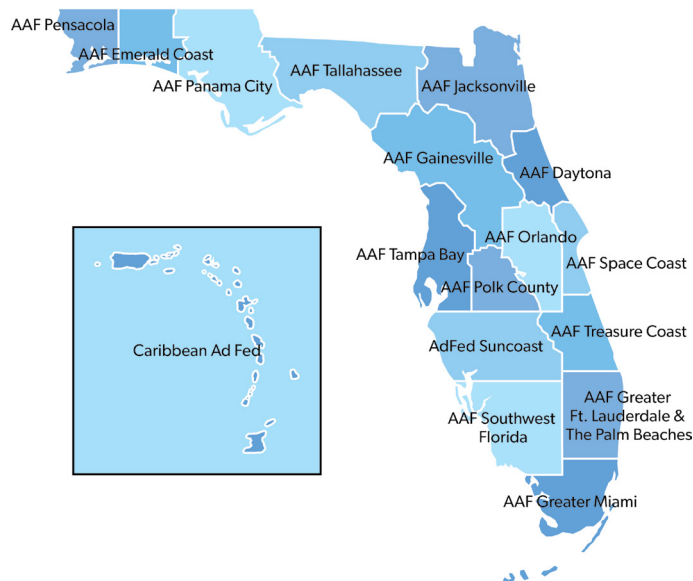 AAF Pensacola
AAF Emerald Coast
AAF Panama City
AAF Tallahassee
AAF Jacksonville
AAF Gainesville
AAF Daytona
AAF Orlando
AAF Tampa Bay
AAF Space Coast
AAF Polk County
AAF Treasure Coast
AdFed Suncoast
Caribbean Ad Fed
AAF Greater
Ft. Lauderdale &
The Palm Beaches
AAF Southwest
Florida
AAF Greater Miami